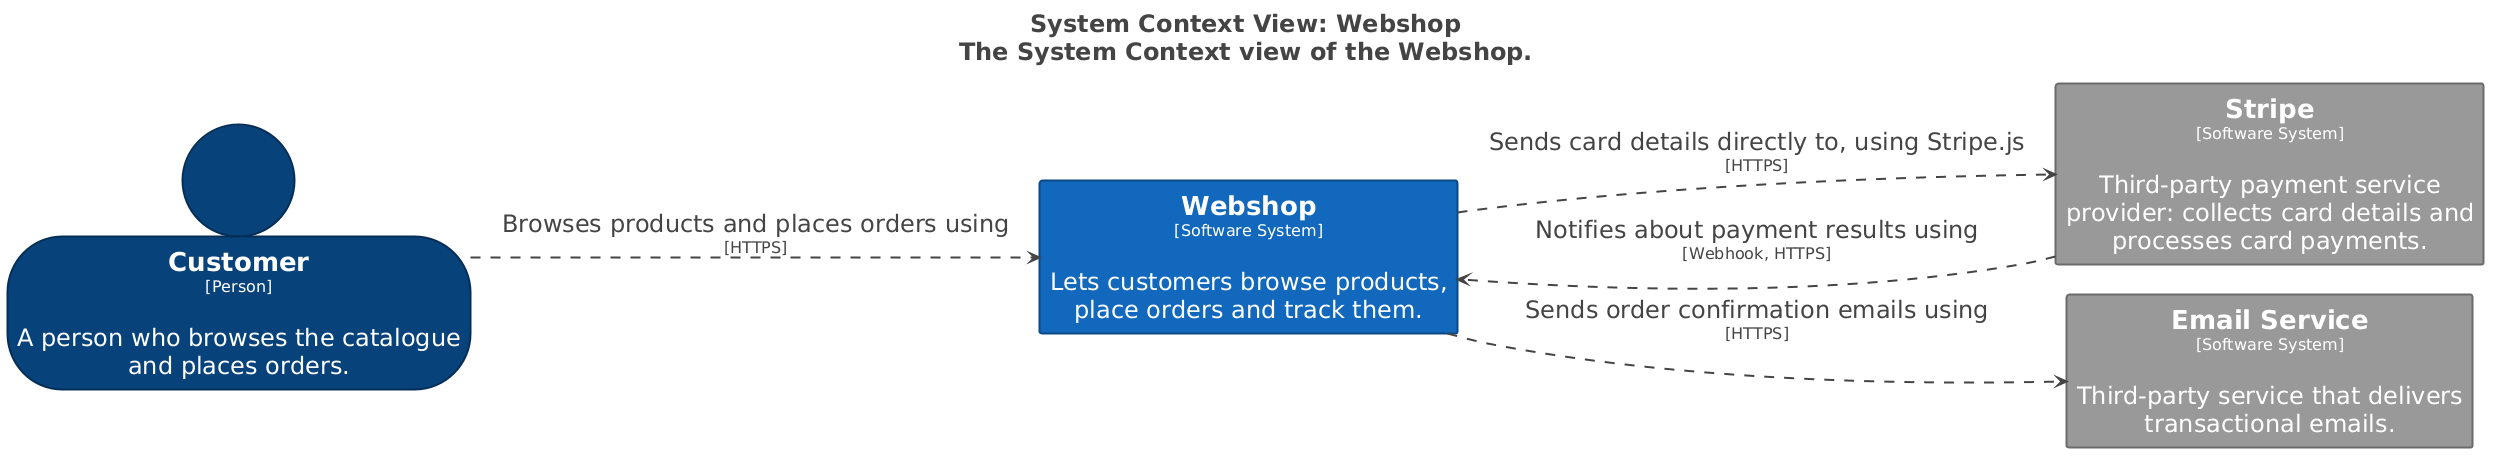 System Context View: Webshop
The System Context view of the Webshop.
Customer
[Person]
A person who browses the catalogue
and places orders.
Browses products and places orders using
[HTTPS]
Webshop
[Software System]
Lets customers browse products,
place orders and track them.
Sends card details directly to, using Stripe.js
[HTTPS]
Notifies about payment results using
[Webhook, HTTPS]
Sends order confirmation emails using
[HTTPS]
Stripe
[Software System]
Third-party payment service
provider: collects card details and
processes card payments.
Email Service
[Software System]
Third-party service that delivers
transactional emails.